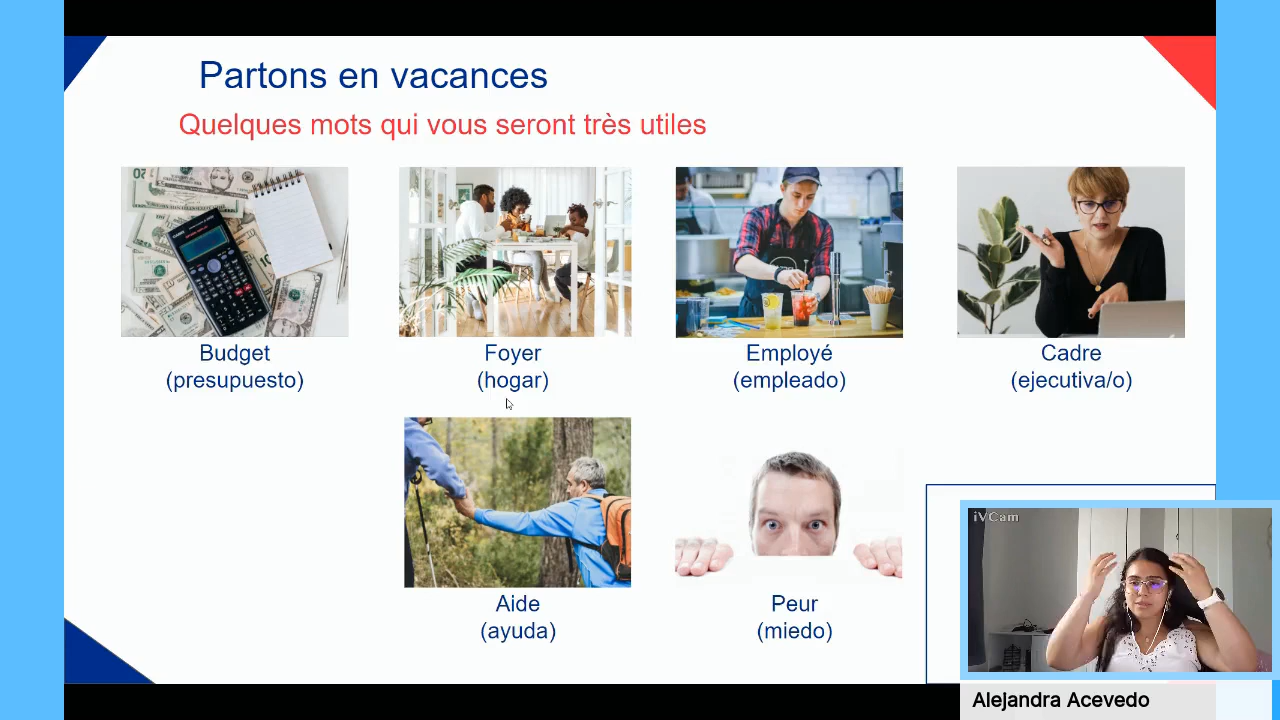 Partons en vacances
Quelques mots qui vous seront très utiles
Budget
(presupuesto)
Foyer
(hogar)
Employé
(empleado)
Cadre
(ejecutiva/o)
Aide
(ayuda)
Peur
(miedo)
iVCam
Alejandra Acevedo